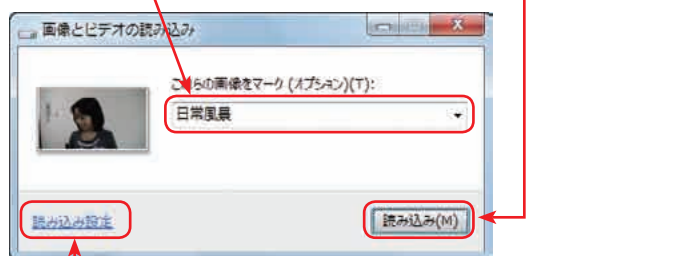 画像とビデオの読み込み
こちらの画像をマーク (オプション)(T):
日常風景
読み込み設定
読み込み(M)